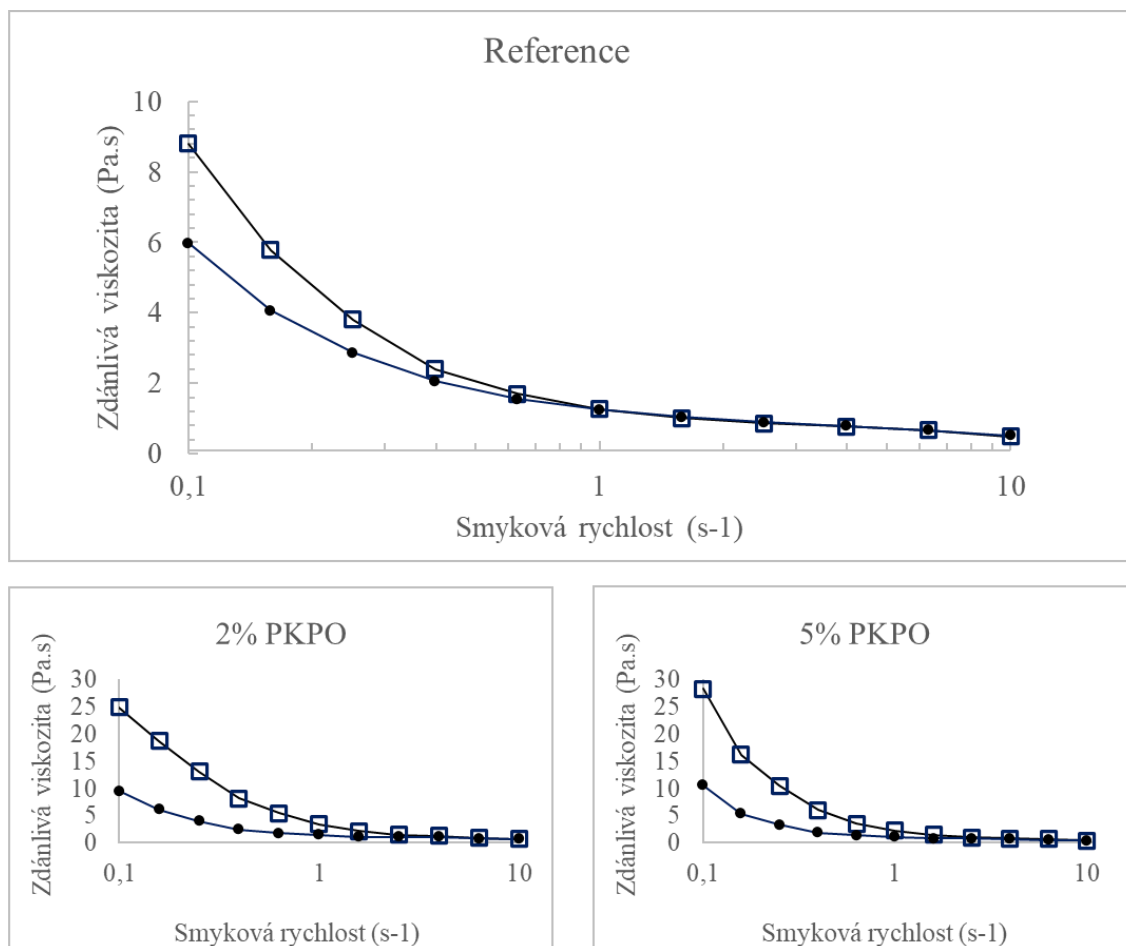 Reference
Zdánlivá viskozita (Pa.s)
10
8
6
4
2
0
0,1 1 10
Smyková rychlost (s-1)
2% PKPO
Zdánlivá viskozita (Pa.s)
30
25
20
15
10
5
0
0,1 1 10
Smyková rychlost (s-1)
5% PKPO
Zdánlivá viskozita (Pa.s)
30
25
20
15
10
5
0
0,1 1 10
Smyková rychlost (s-1)